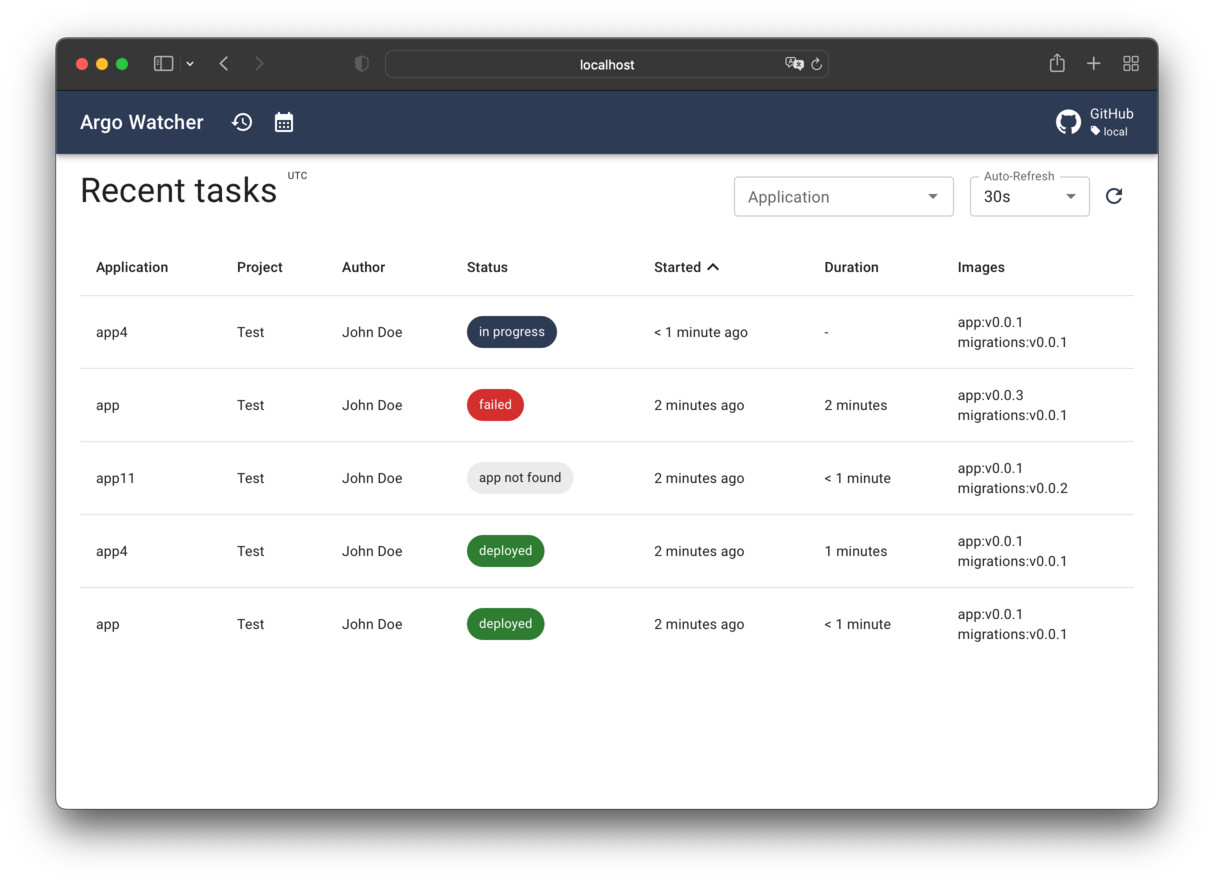 localhost
Argo Watcher
GitHub
local
Recent tasks UTC
Application
Auto-Refresh
30s
Application Project Author Status Started Duration Images
app4 Test John Doe in progress < 1 minute ago - app:v0.0.1
migrations:v0.0.1
app Test John Doe failed 2 minutes ago 2 minutes app:v0.0.3
migrations:v0.0.1
app11 Test John Doe app not found 2 minutes ago < 1 minute app:v0.0.1
migrations:v0.0.2
app4 Test John Doe deployed 2 minutes ago 1 minutes app:v0.0.1
migrations:v0.0.1
app Test John Doe deployed 2 minutes ago < 1 minute app:v0.0.1
migrations:v0.0.1